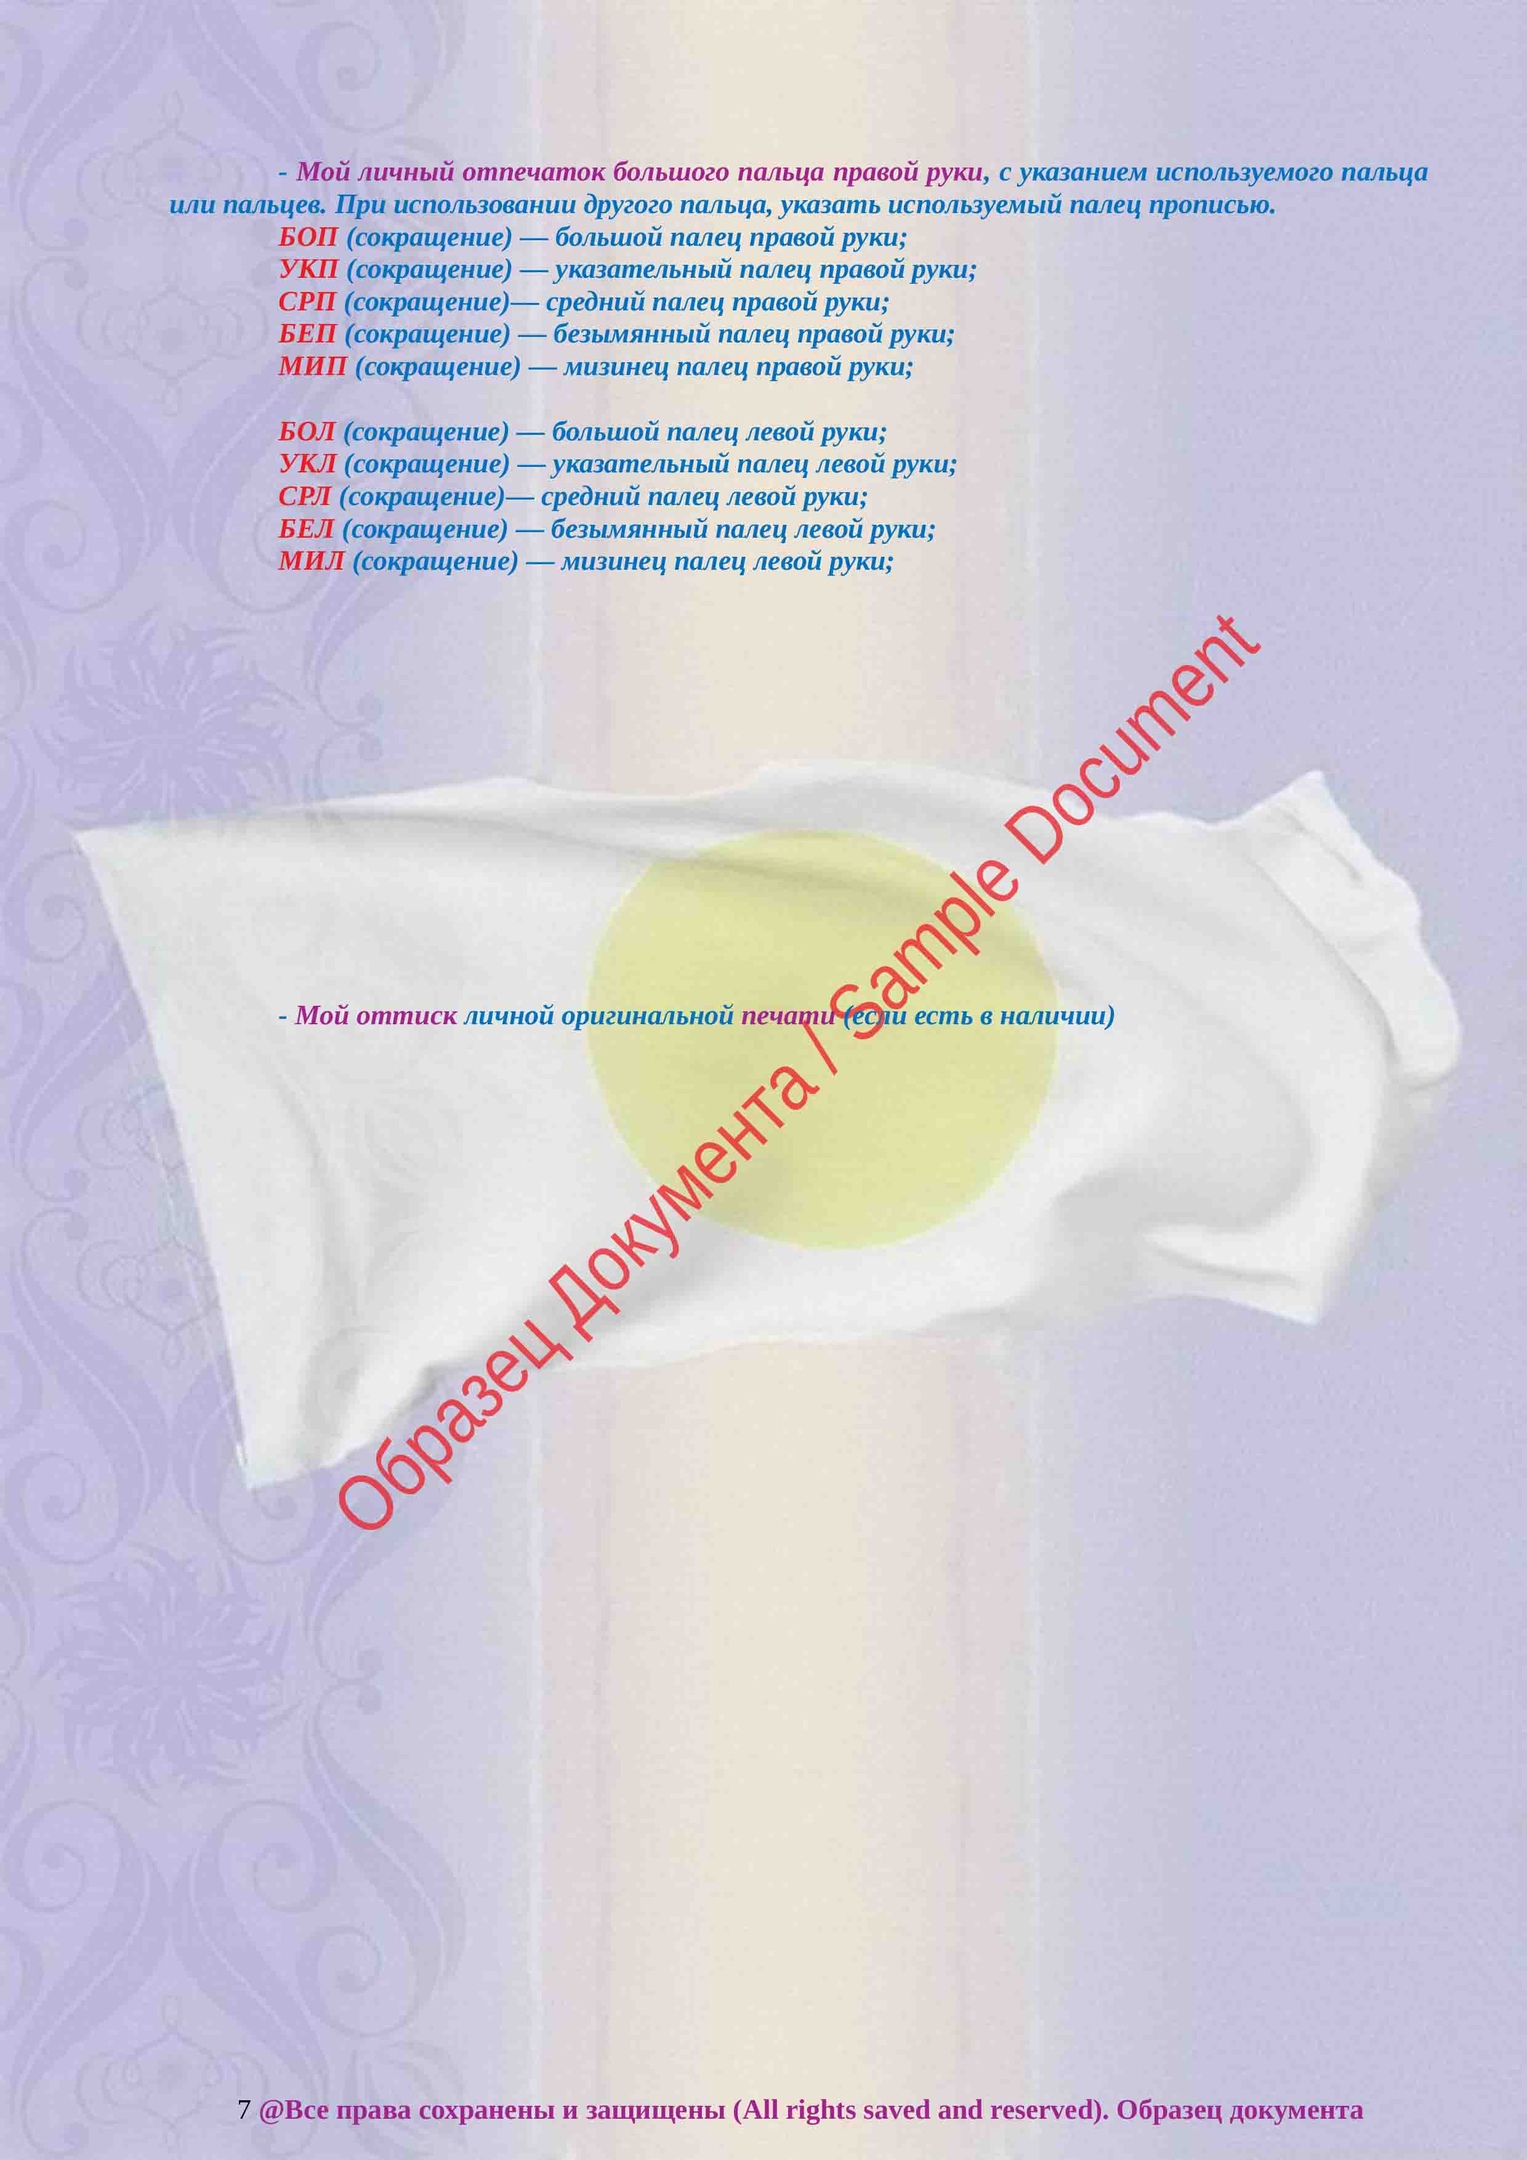 - Мой личный отпечаток большого пальца правой руки, с указанием используемого пальца
или пальцев. При использовании другого пальца, указать используемый палец прописью.
БОП (сокращение) — большой палец правой руки;
УКП (сокращение) — указательный палец правой руки;
СРП (сокращение)— средний палец правой руки;
БЕП (сокращение) — безымянный палец правой руки;
МИП (сокращение) — мизинец палец правой руки;
БОЛ (сокращение) — большой палец левой руки;
УКЛ (сокращение) — указательный палец левой руки;
СРЛ (сокращение)— средний палец левой руки;
БЕЛ (сокращение) — безымянный палец левой руки;
МИЛ (сокращение) — мизинец палец левой руки;
Образец Документа / Sample Document
- Мой оттиск личной оригинальной печати (если есть в наличии)
7 @Все права сохранены и защищены (All rights saved and reserved). Образец документа